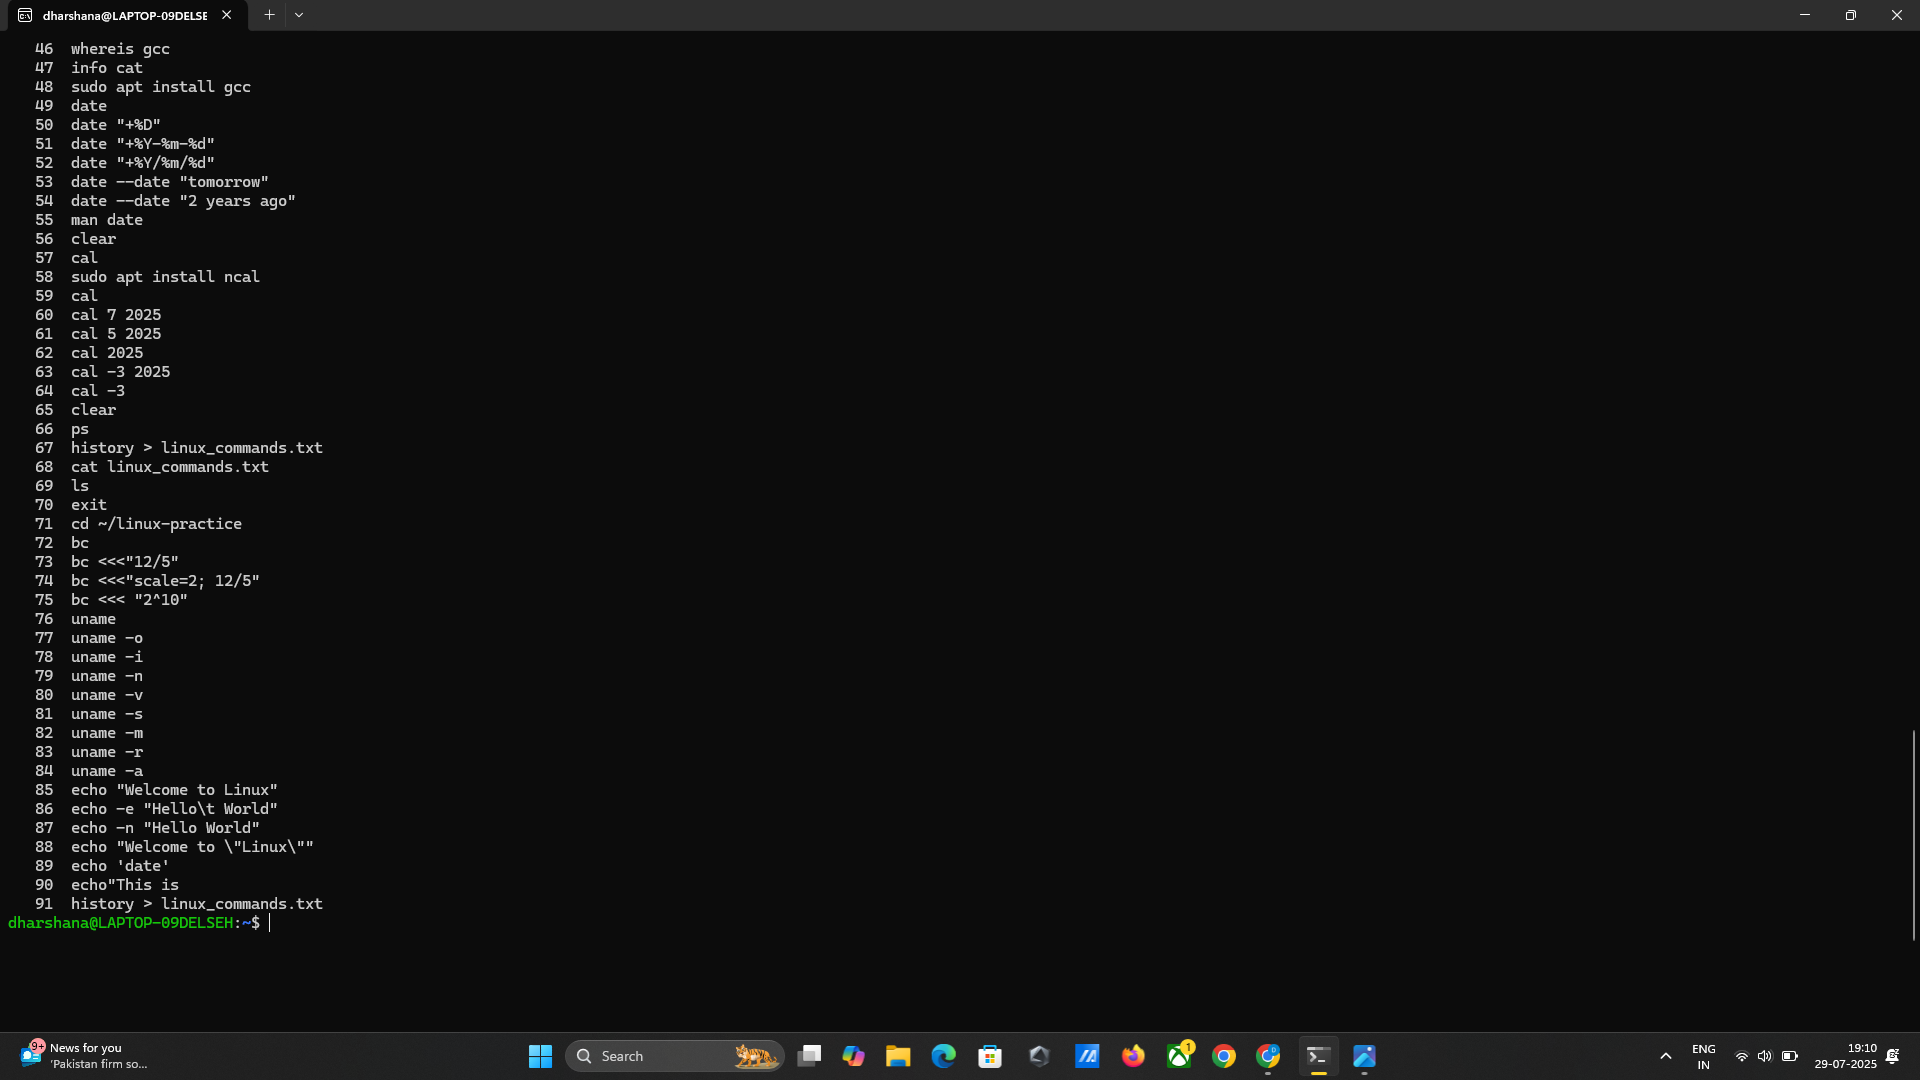 dharshana@LAPTOP-09DELSE
46 whereis gcc
47 info cat
48 sudo apt install gcc
49 date
50 date "+%D"
51 date "+%Y-%m-%d"
52 date "+%Y/%m/%d"
53 date --date "tomorrow"
54 date --date "2 years ago"
55 man date
56 clear
57 cal
58 sudo apt install ncal
59 cal
60 cal 7 2025
61 cal 5 2025
62 cal 2025
63 cal -3 2025
64 cal -3
65 clear
66 ps
67 history > linux_commands.txt
68 cat linux_commands.txt
69 ls
70 exit
71 cd ~/linux-practice
72 bc
73 bc <<<"12/5"
74 bc <<<"scale=2; 12/5"
75 bc <<< "2^10"
76 uname
77 uname -o
78 uname -i
79 uname -n
80 uname -v
81 uname -s
82 uname -m
83 uname -r
84 uname -a
85 echo "Welcome to Linux"
86 echo -e "Hello\t World"
87 echo -n "Hello World"
88 echo "Welcome to \"Linux\""
89 echo 'date'
90 echo"This is
91 history > linux_commands.txt
dharshana@LAPTOP-09DELSEH:~$
9+
News for you
'Pakistan firm so...
Search
1
ENG
IN
19:10
29-07-2025